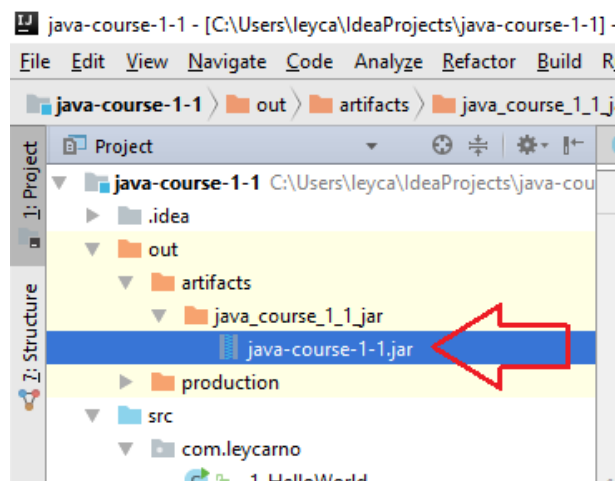 java-course-1-1 - [C:\Users\leyca\IdeaProjects\java-course-1-1] -
File Edit View Navigate Code Analyze Refactor Build
java-course-1-1 out artifacts java_course_1_1_j
Project
java-course-1-1 C:\Users\leyca\IdeaProjects\java-cou
.idea
out
artifacts
java_course_1_1_jar
java-course-1-1.jar
production
src
com.leycarno
1_HelloWorld
1: Project
7: Structure